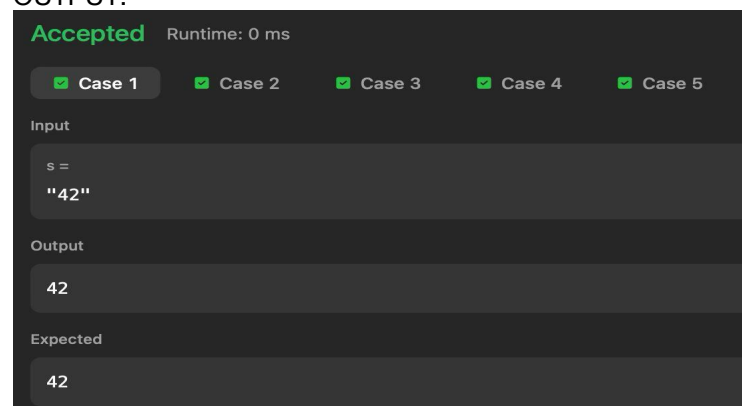 OUTPUT:
Accepted Runtime: 0 ms
Case 1 Case 2 Case 3 Case 4 Case 5
Input
s =
"42"
Output
42
Expected
42